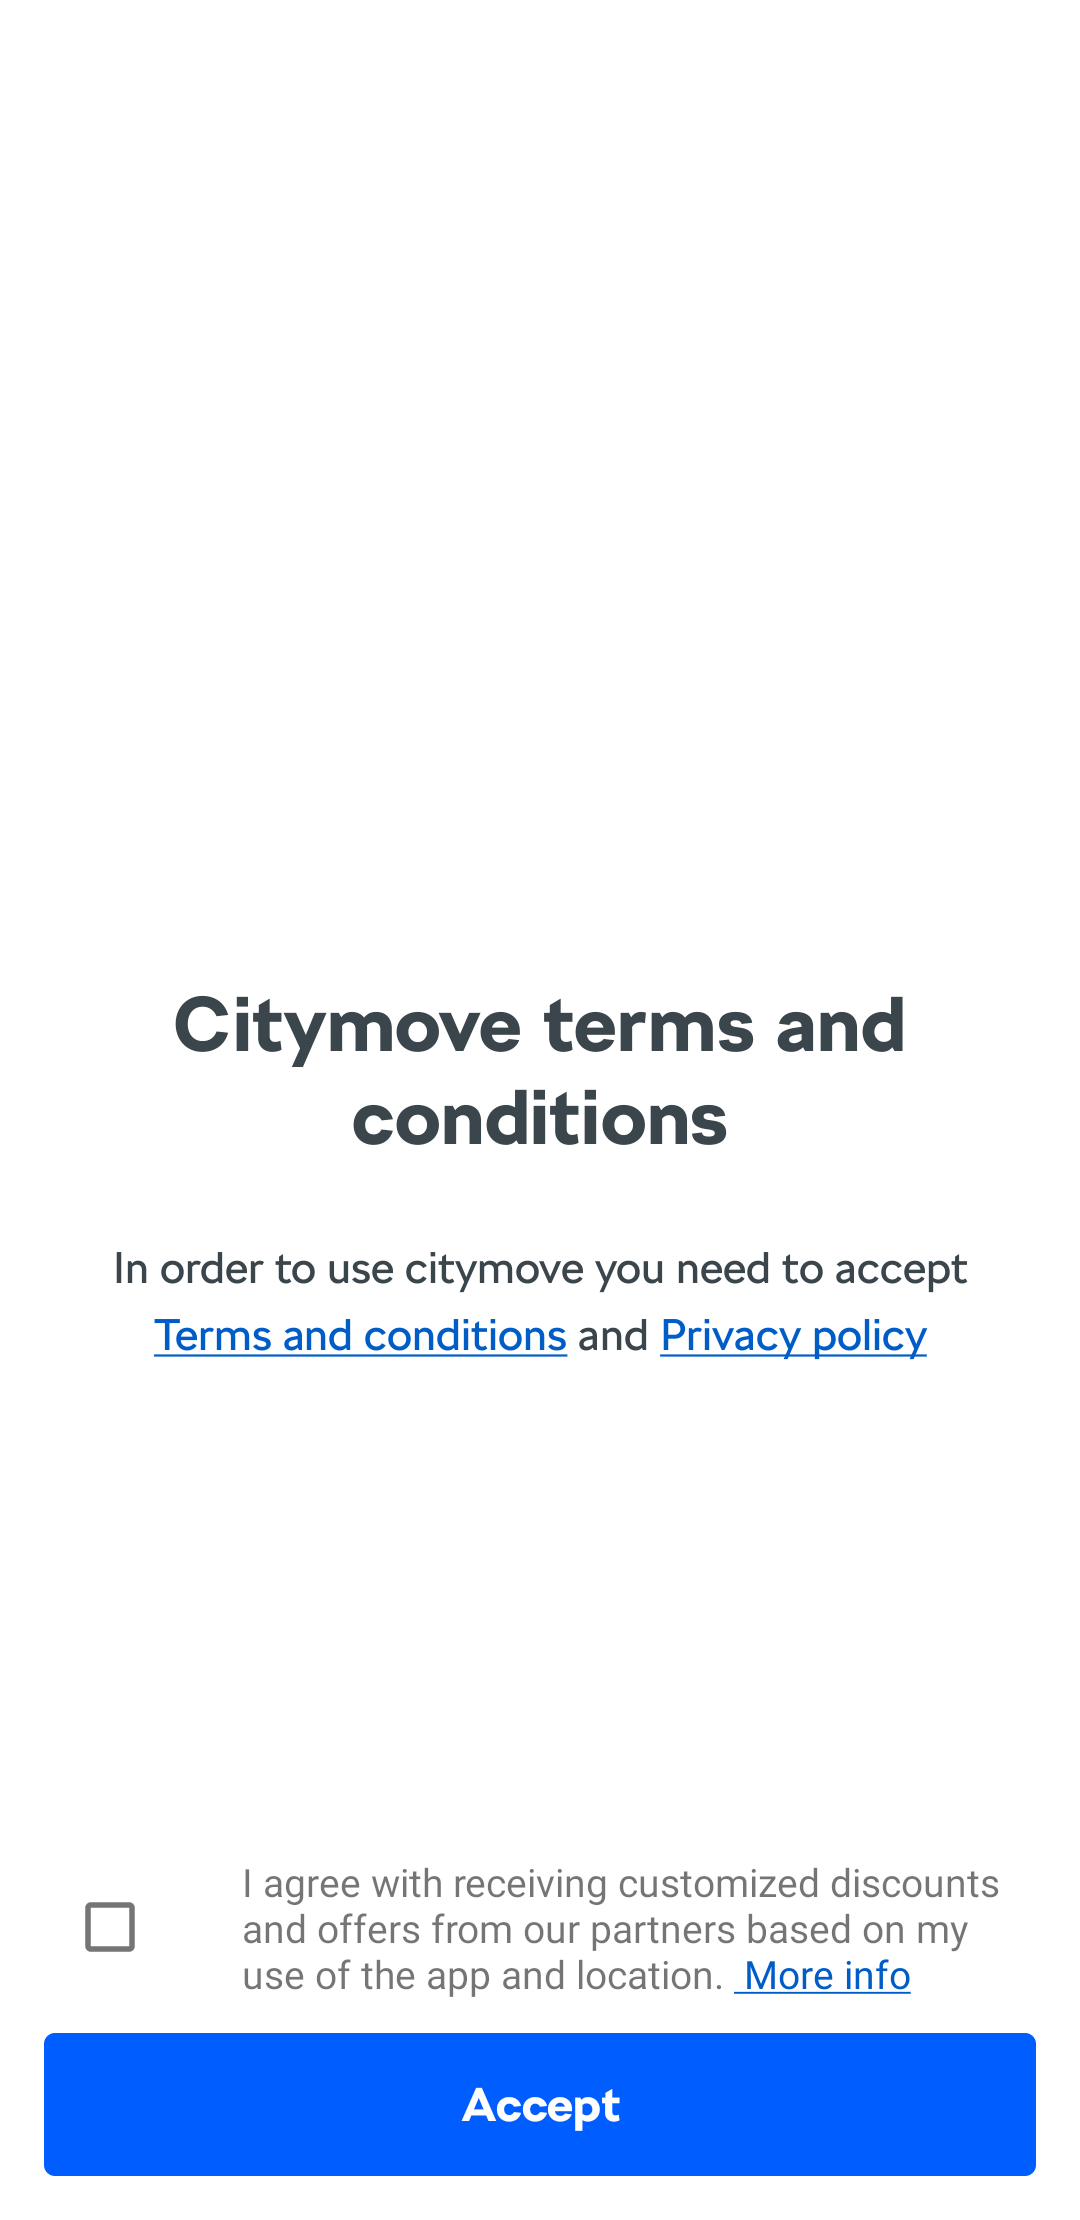 Citymove terms and
conditions
In order to use citymove you need to accept
Terms and conditions and Privacy policy
I agree with receiving customized discounts
and offers from our partners based on my
use of the app and location. More info
Accept